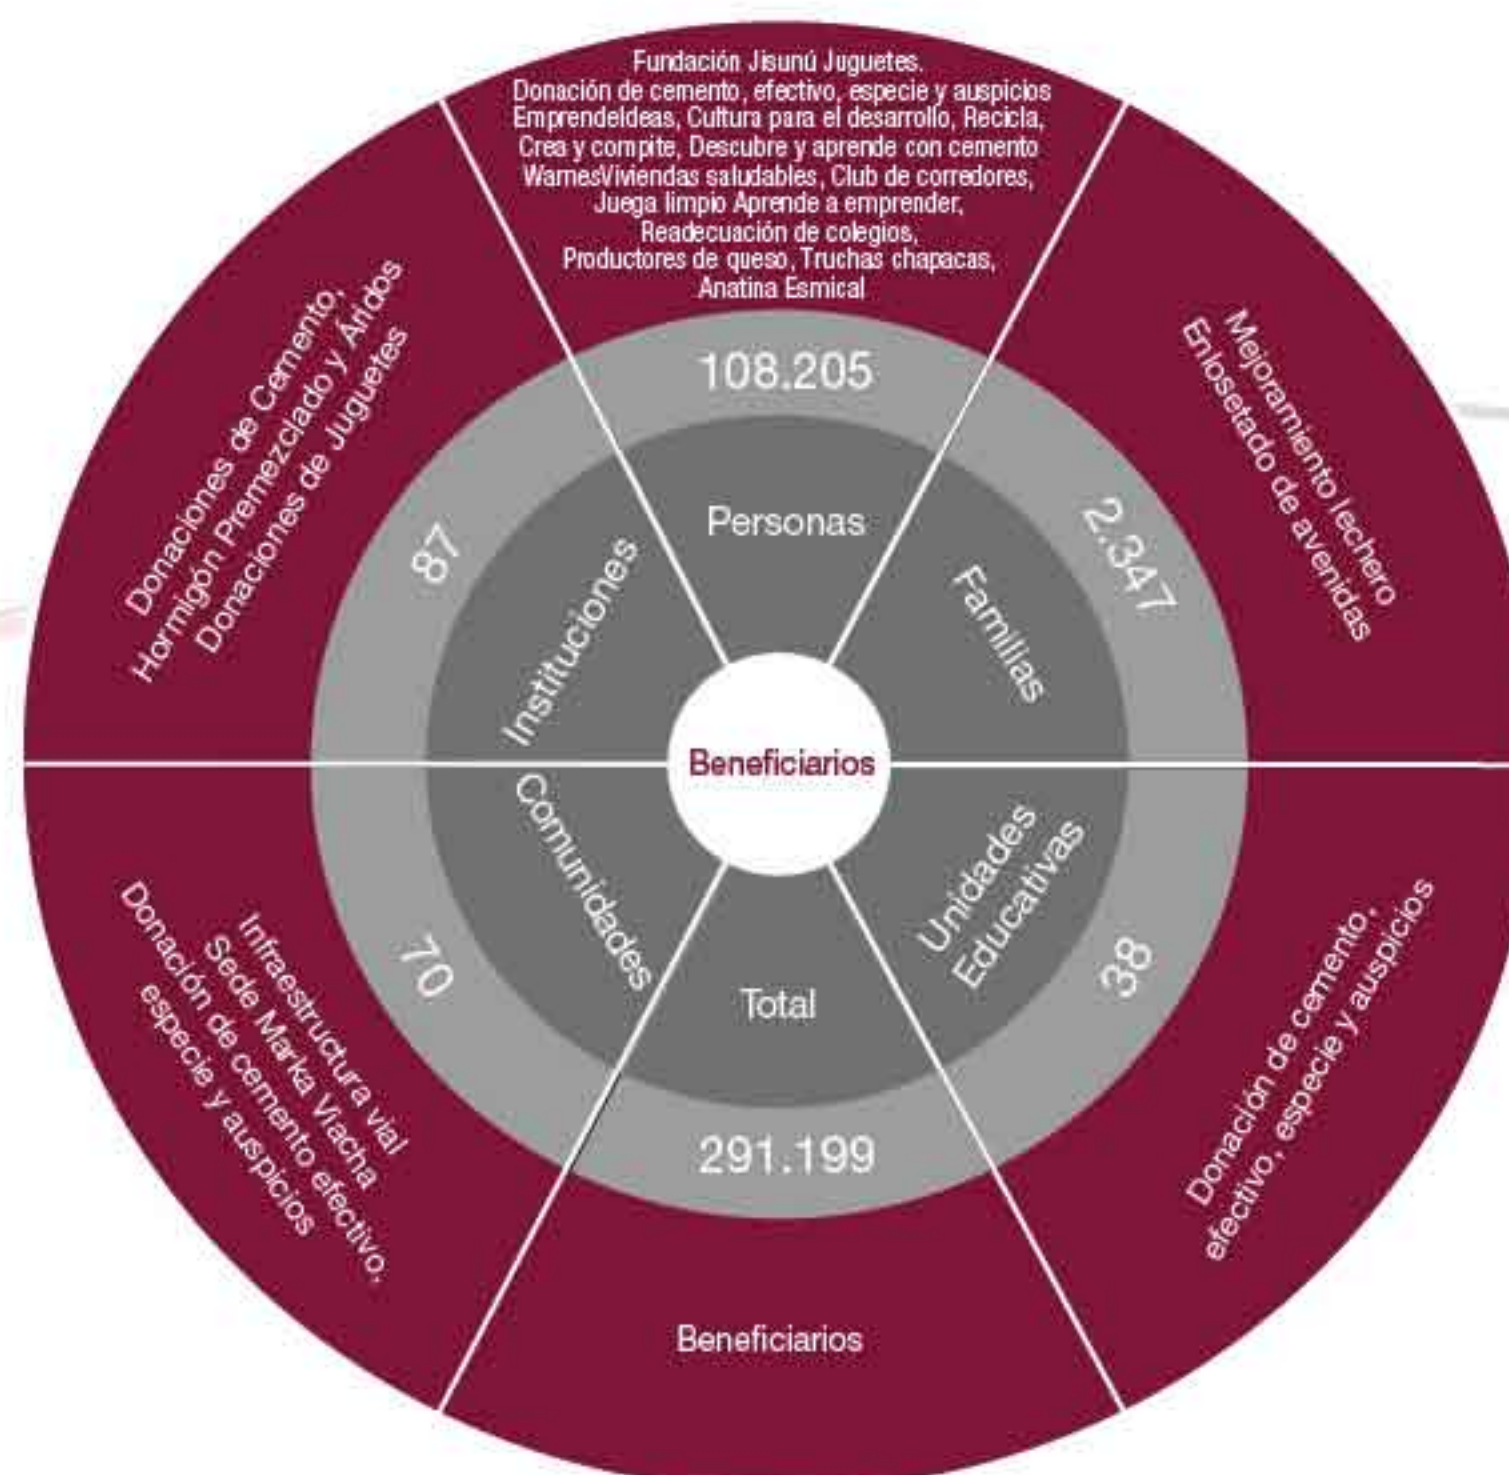 Fundación Jisunú Juguetes.
Donación de cemento, efectivo, especie y auspicios
EmprendeIdeas, Cultura para el desarrollo, Recicla,
Crea y compite, Descubre y aprende con cemento
WarnesViviendas saludables, Club de corredores,
Juega limpio Aprende a emprender,
Readecuación de colegios,
Productores de queso, Truchas chapacas,
Anatina Esmical
108.205
Personas
Mejoramiento lechero
Enlosetado de avenidas
2.347
Familias
Donación de cemento,
efectivo, especie y auspicios
38
Unidades
Educativas
Beneficiarios
291.199
Total
Infraestructura vial
Sede Marka Viacha
Donación de cemento efectivo,
especie y auspicios
70
Comunidades
Donaciones de Cemento,
Hormigón Premezclado y Áridos
Donaciones de Juguetes
87
Instituciones
Beneficiarios